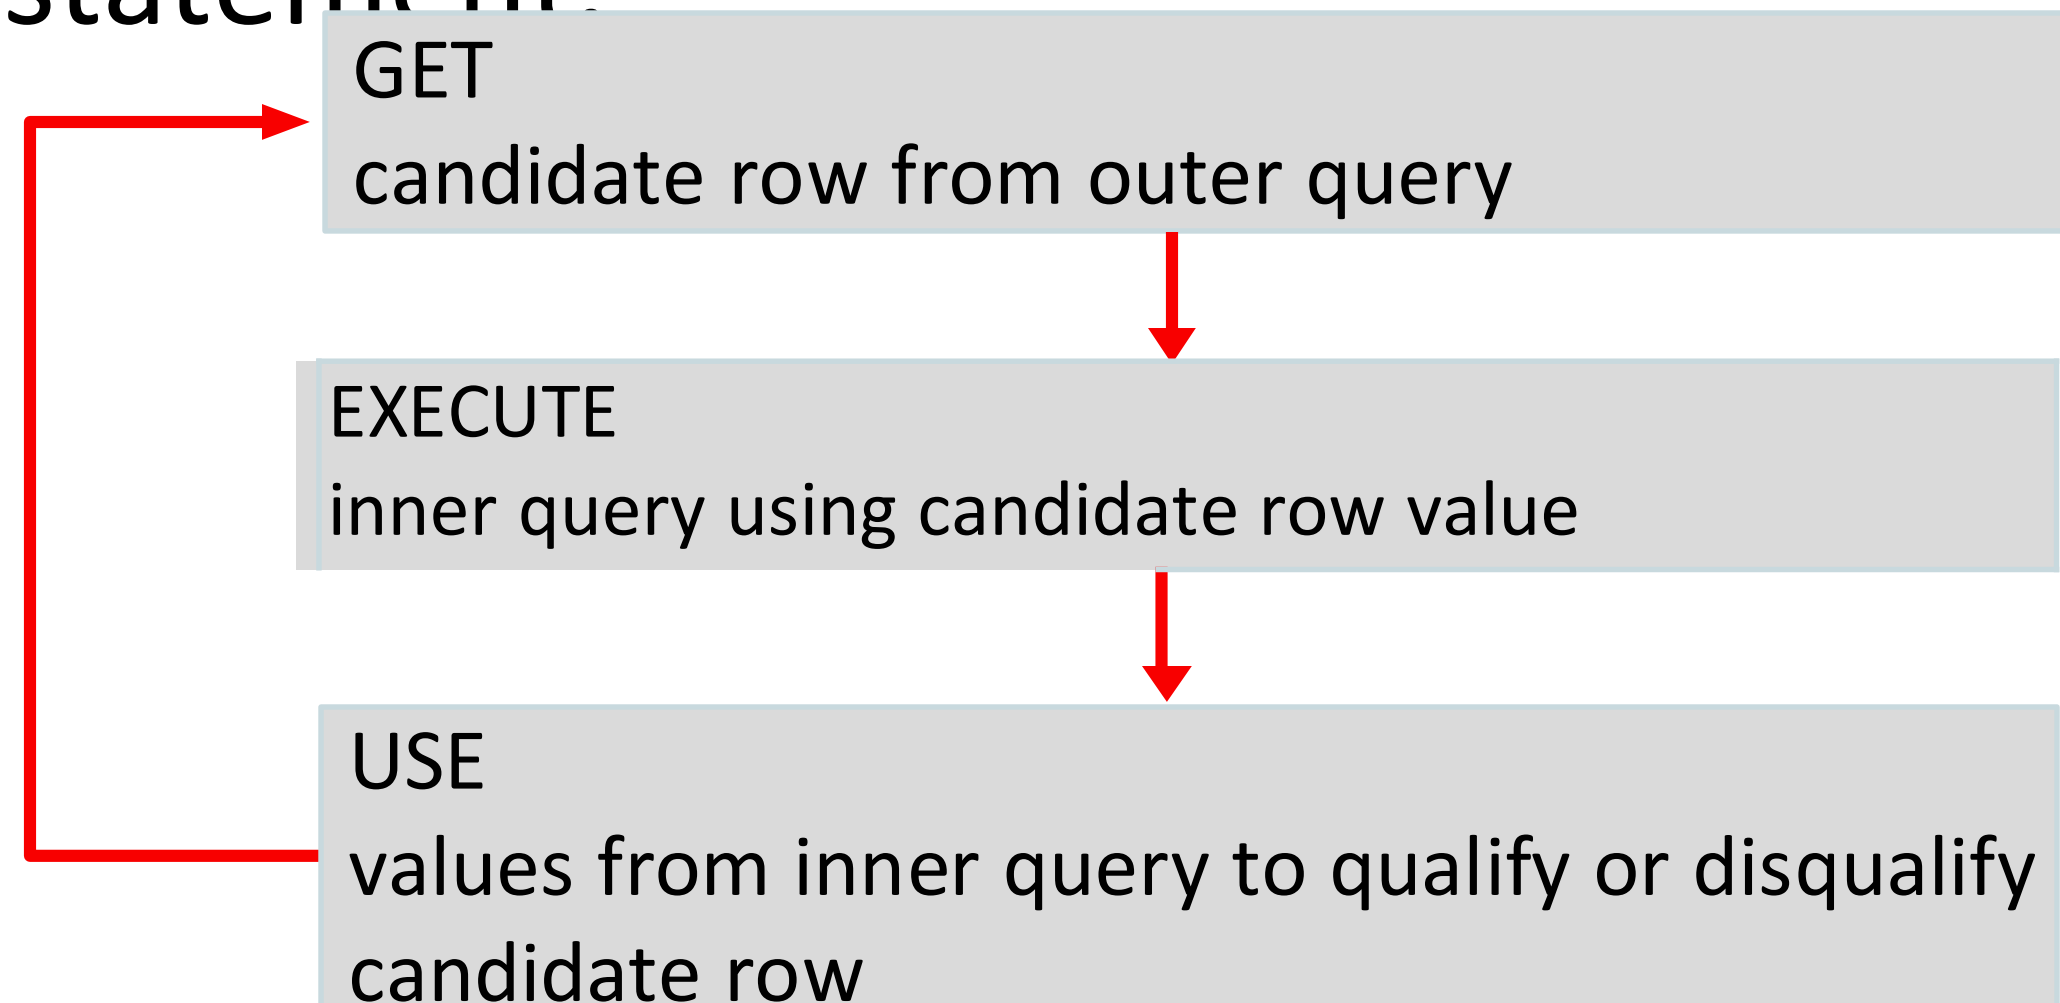 statement.
GET
candidate row from outer query
EXECUTE
inner query using candidate row value
USE
values from inner query to qualify or disqualify
candidate row